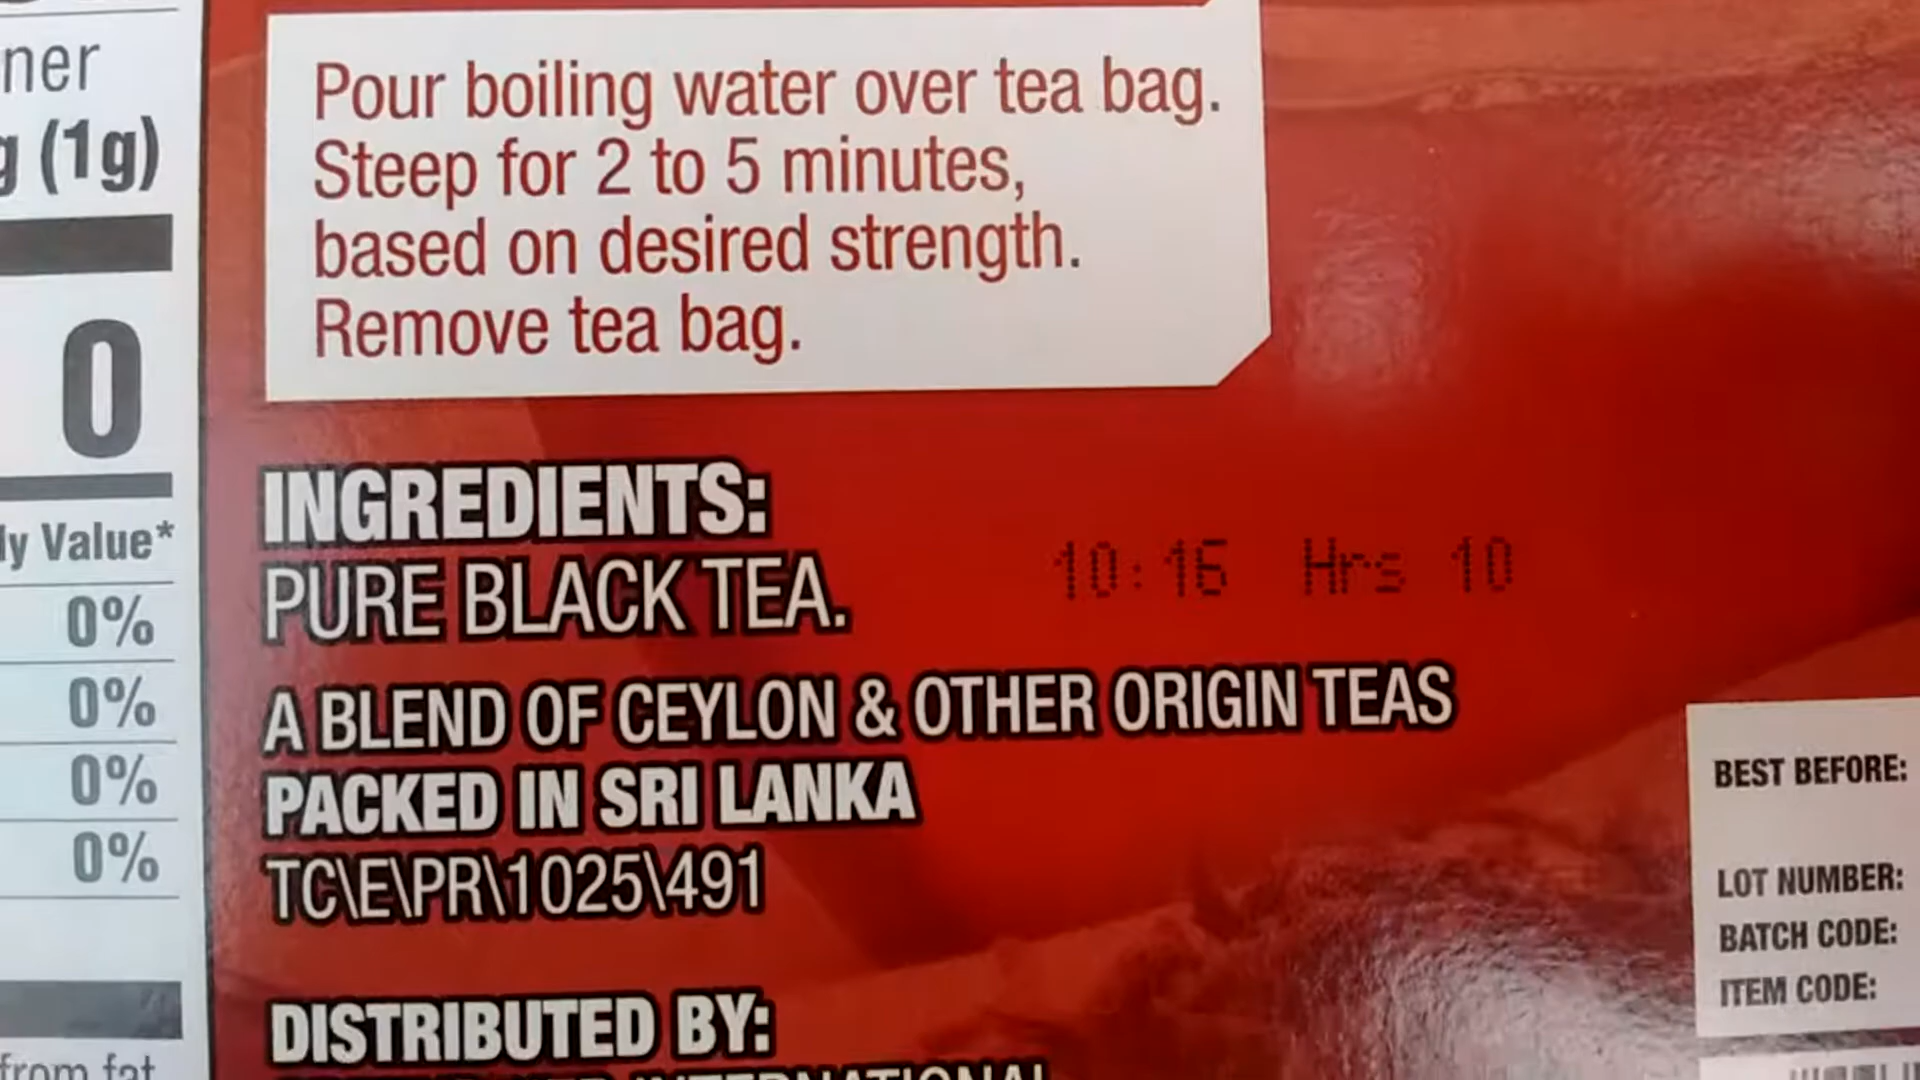 (1g)
0
Value*
0%
0%
0%
0%
from fat
Pour boiling water over tea bag.
Steep for 2 to 5 minutes,
based on desired strength.
Remove tea bag.
INGREDIENTS:
PURE BLACK TEA.
10:16 Hrs 10
A BLEND OF CEYLON & OTHER ORIGIN TEAS
PACKED IN SRI LANKA
TC\E\PR\1025\491
DISTRIBUTED BY:
INTERNATIONAL
BEST BEFORE:
LOT NUMBER:
BATCH CODE:
ITEM CODE: